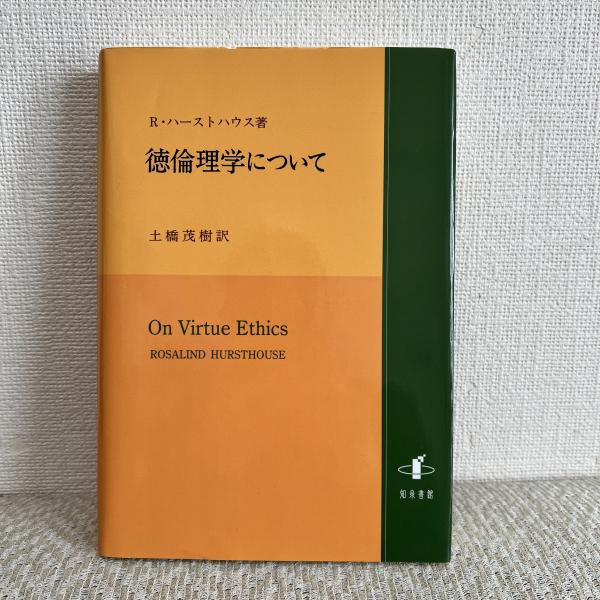 R・ハーストハウス著
徳倫理学について
土橋茂樹訳
On Virtue Ethics
ROSALIND HURSTHOUSE
知泉書館